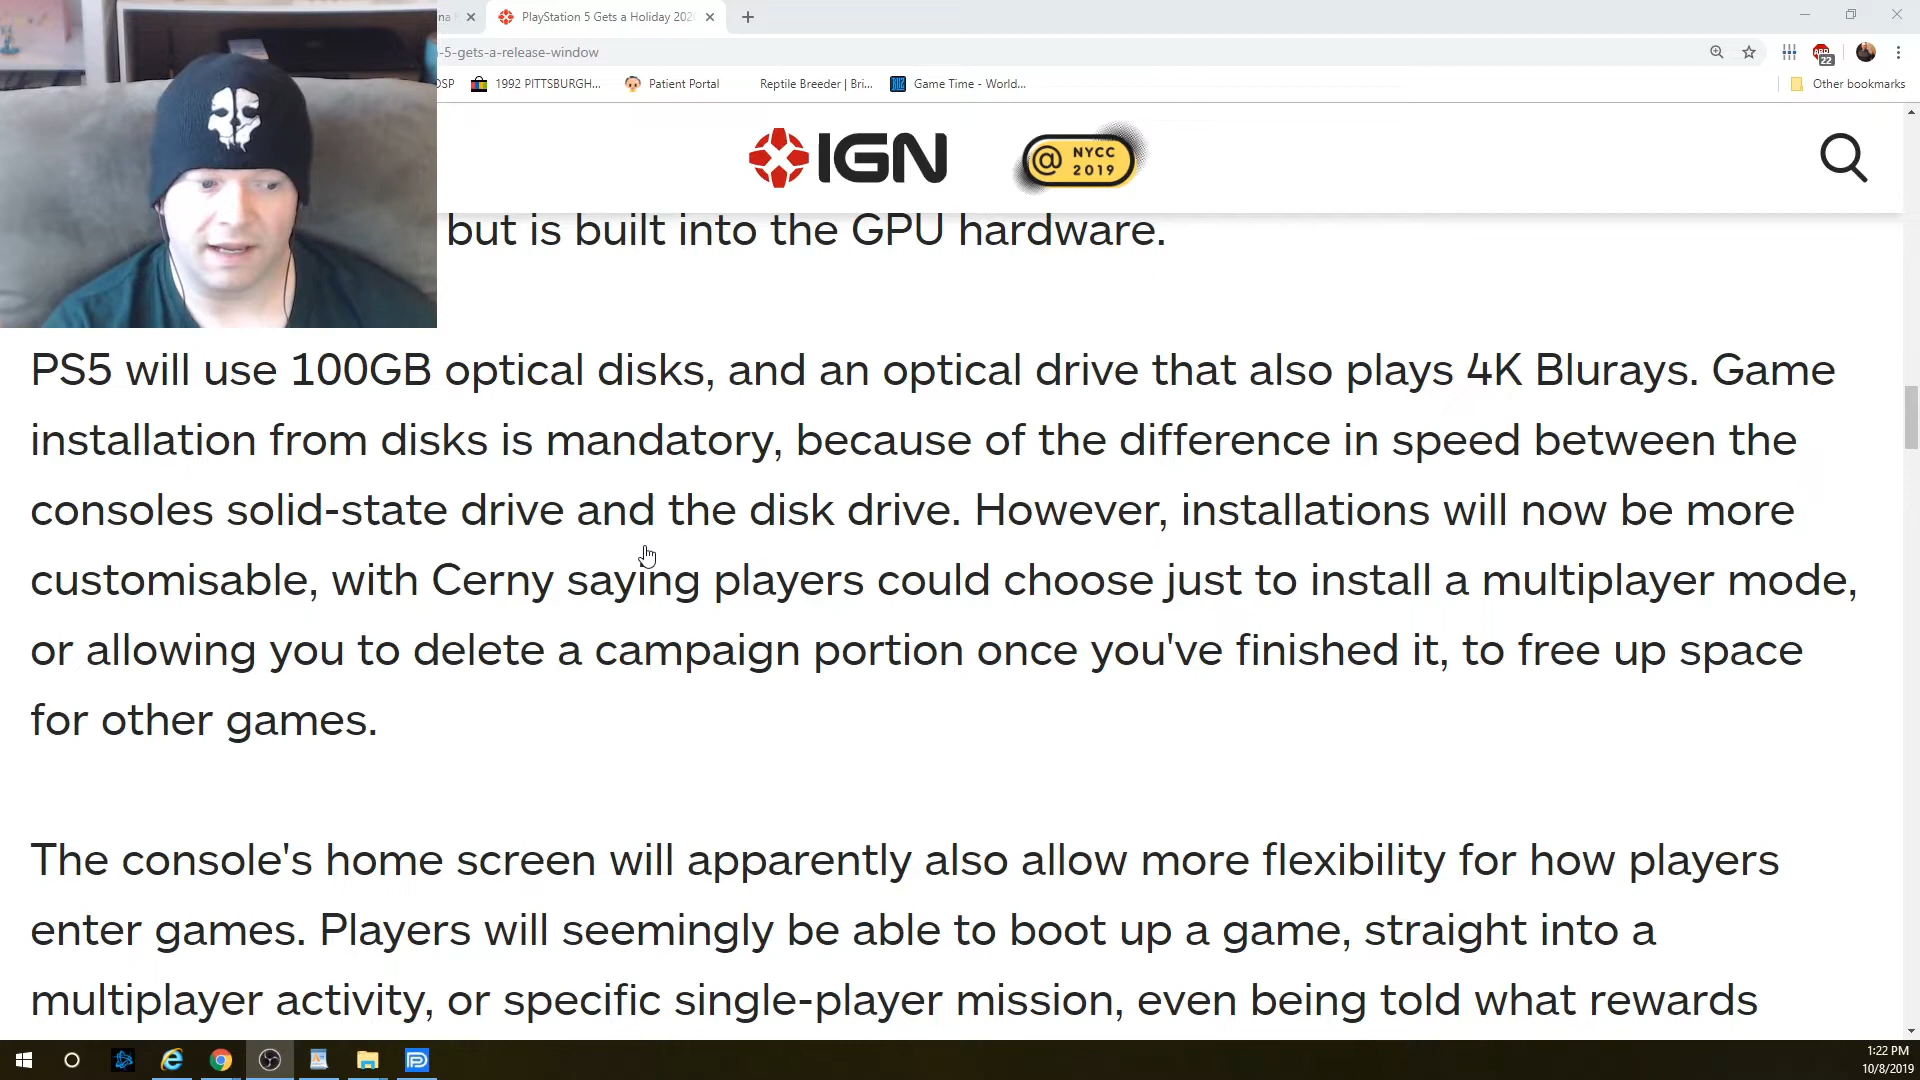 na
PlayStation 5 Gets a Holiday 202
-5-gets-a-release-window
DSP
1992 PITTSBURGH...
Patient Portal
Reptile Breeder | Bri...
Game Time - World...
Other bookmarks
ABP
22
IGN
@ NYCC
2019
but is built into the GPU hardware.
PS5 will use 100GB optical disks, and an optical drive that also plays 4K Blurays. Game
installation from disks is mandatory, because of the difference in speed between the
consoles solid-state drive and the disk drive. However, installations will now be more
customisable, with Cerny saying players could choose just to install a multiplayer mode,
or allowing you to delete a campaign portion once you've finished it, to free up space
for other games.
The console's home screen will apparently also allow more flexibility for how players
enter games. Players will seemingly be able to boot up a game, straight into a
multiplayer activity, or specific single-player mission, even being told what rewards
1:22 PM
10/8/2019